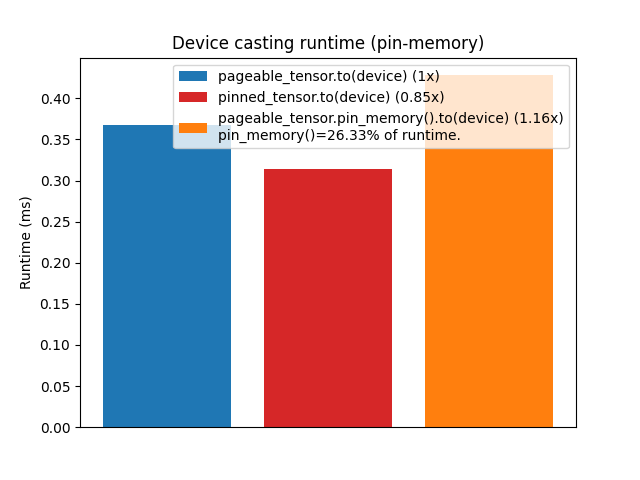 Device casting runtime (pin-memory)
pageable_tensor.to(device) (1x)
pinned_tensor.to(device) (0.85x)
pageable_tensor.pin_memory().to(device) (1.16x)
pin_memory()=26.33% of runtime.
Runtime (ms)
0.40
0.35
0.30
0.25
0.20
0.15
0.10
0.05
0.00